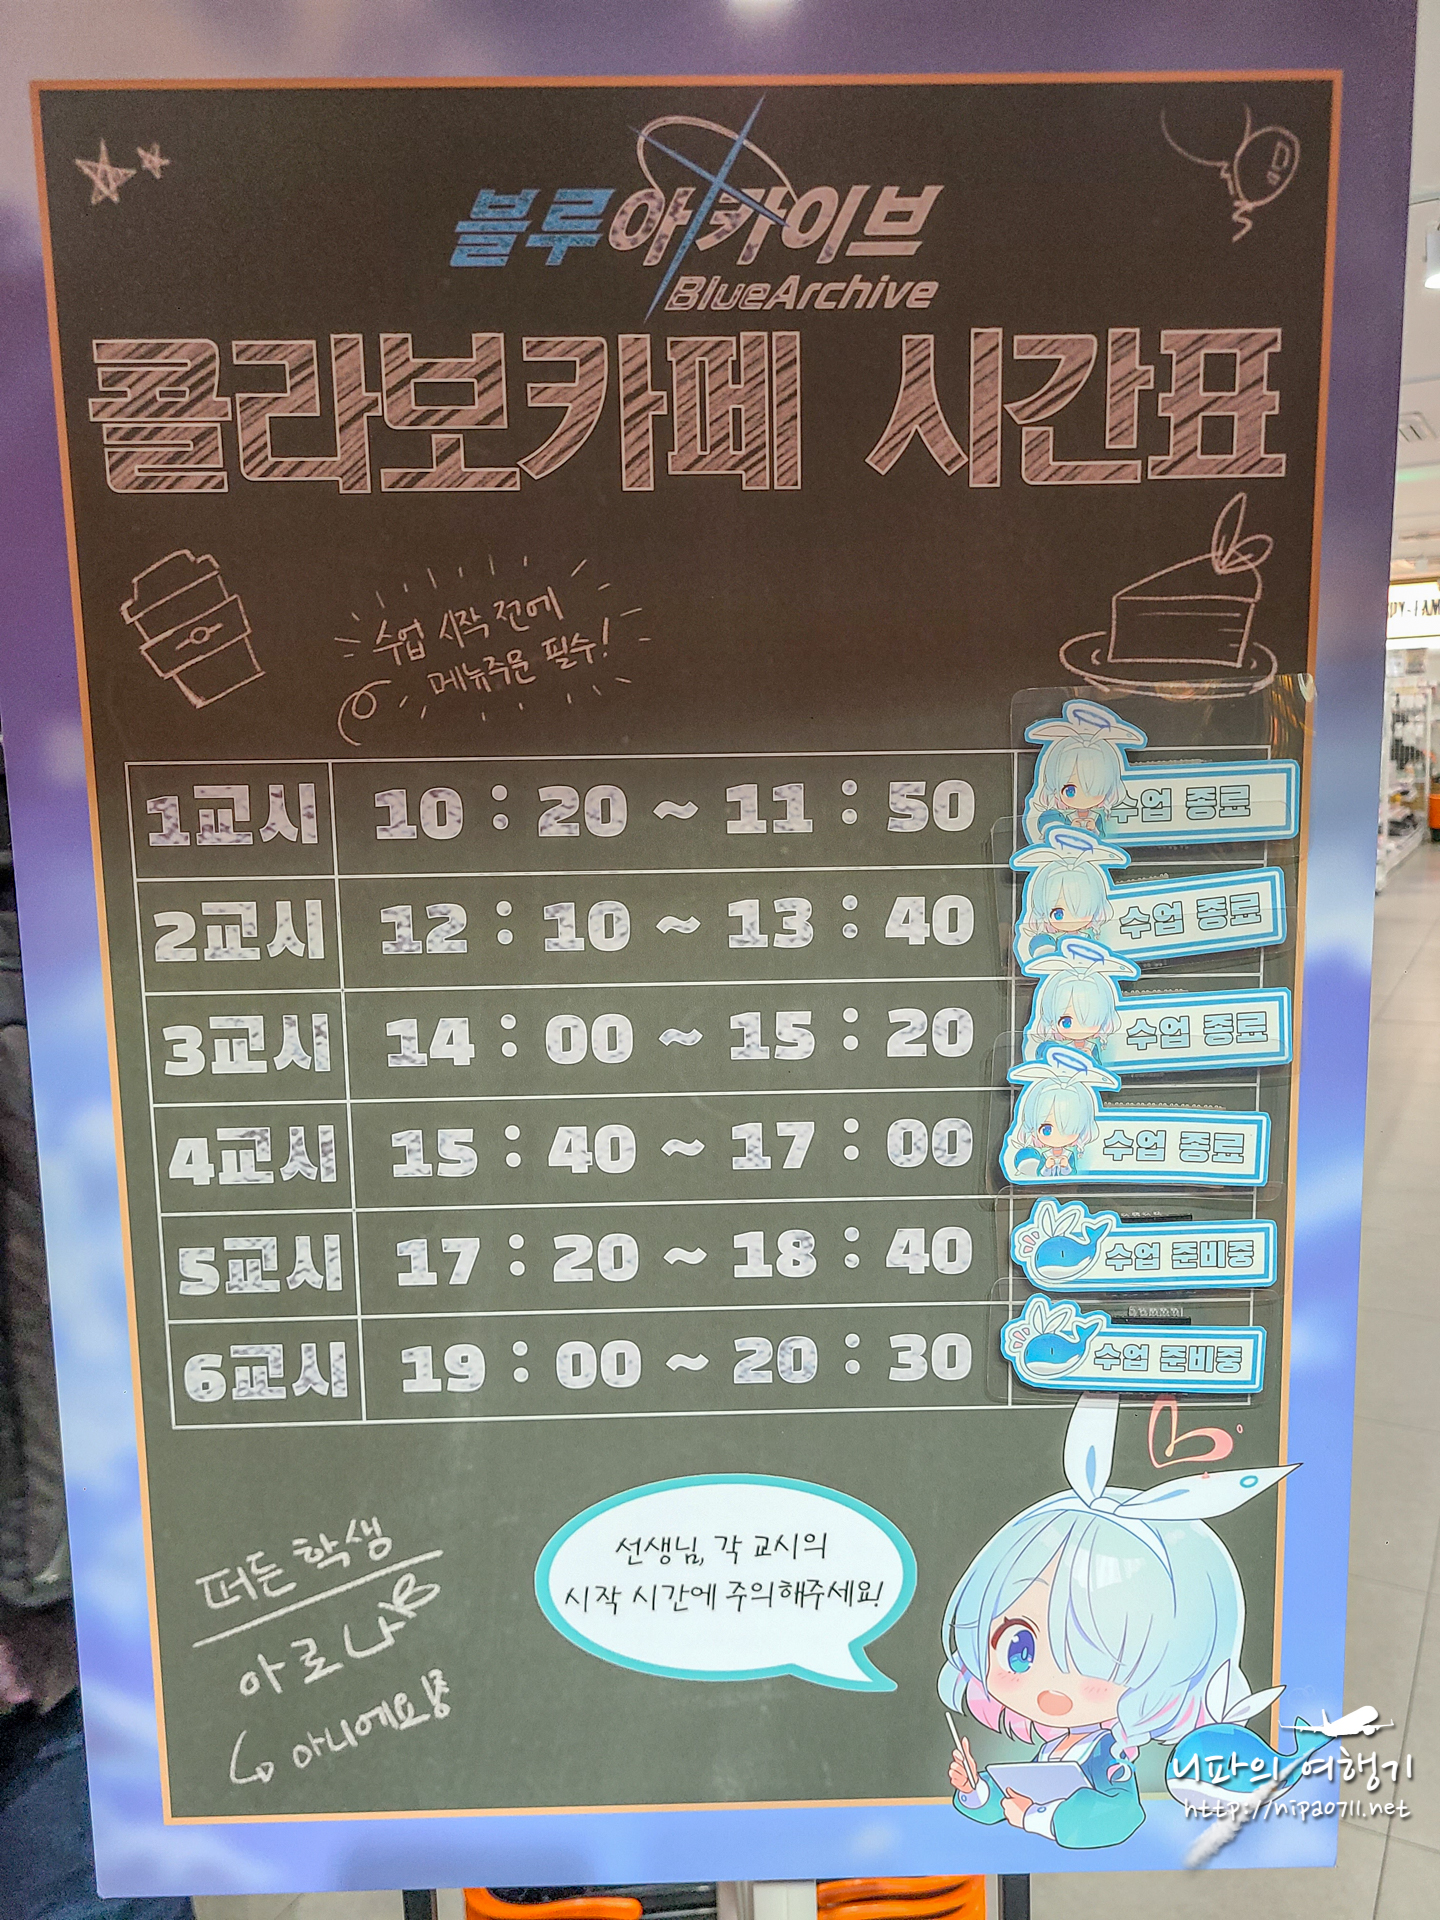 블루아카이브
BlueArchive
콜라보카페 시간표
수업 시작 전에
메뉴주문 필수!
1교시 10 : 20 ~ 11 : 50 수업 종료
2교시 12 : 10 ~ 13 : 40 수업 종료
3교시 14 : 00 ~ 15 : 20 수업 종료
4교시 15 : 40 ~ 17 : 00 수업 종료
5교시 17 : 20 ~ 18 : 40 수업 준비중
6교시 19 : 00 ~ 20 : 30 수업 준비중
선생님, 각 교시의
시작 시간에 주의해주세요!
떠든 학생
아로나
아니에요
니파의 여행기
http://nipa0711.net